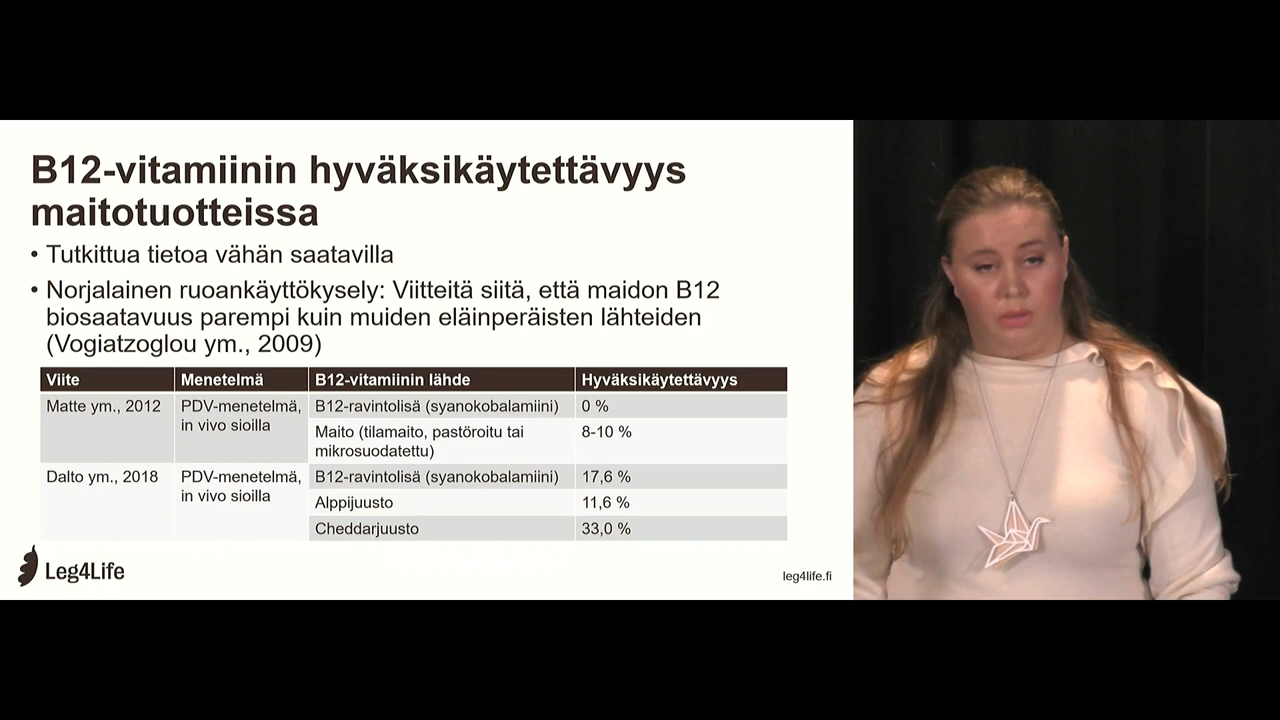 B12-vitamiinin hyväksikäytettävyys
maitotuotteissa
• Tutkittua tietoa vähän saatavilla
• Norjalainen ruoankäyttökysely: Viitteitä siitä, että maidon B12
biosaatavuus parempi kuin muiden eläinperäisten lähteiden
(Vogiatzoglou ym., 2009)
Viite Menetelmä B12-vitamiinin lähde Hyväksikäytettävyys
Matte ym., 2012 PDV-menetelmä, B12-ravintolisä (syanokobalamiini) 0 %
in vivo sioilla
Maito (tilamaito, pastöroitu tai 8-10 %
mikrosuodatettu)
Dalto ym., 2018 PDV-menetelmä, B12-ravintolisä (syanokobalamiini) 17,6 %
in vivo sioilla
Alppijuusto 11,6 %
Cheddarjuusto 33,0 %
Leg4Life
leg4life.fi